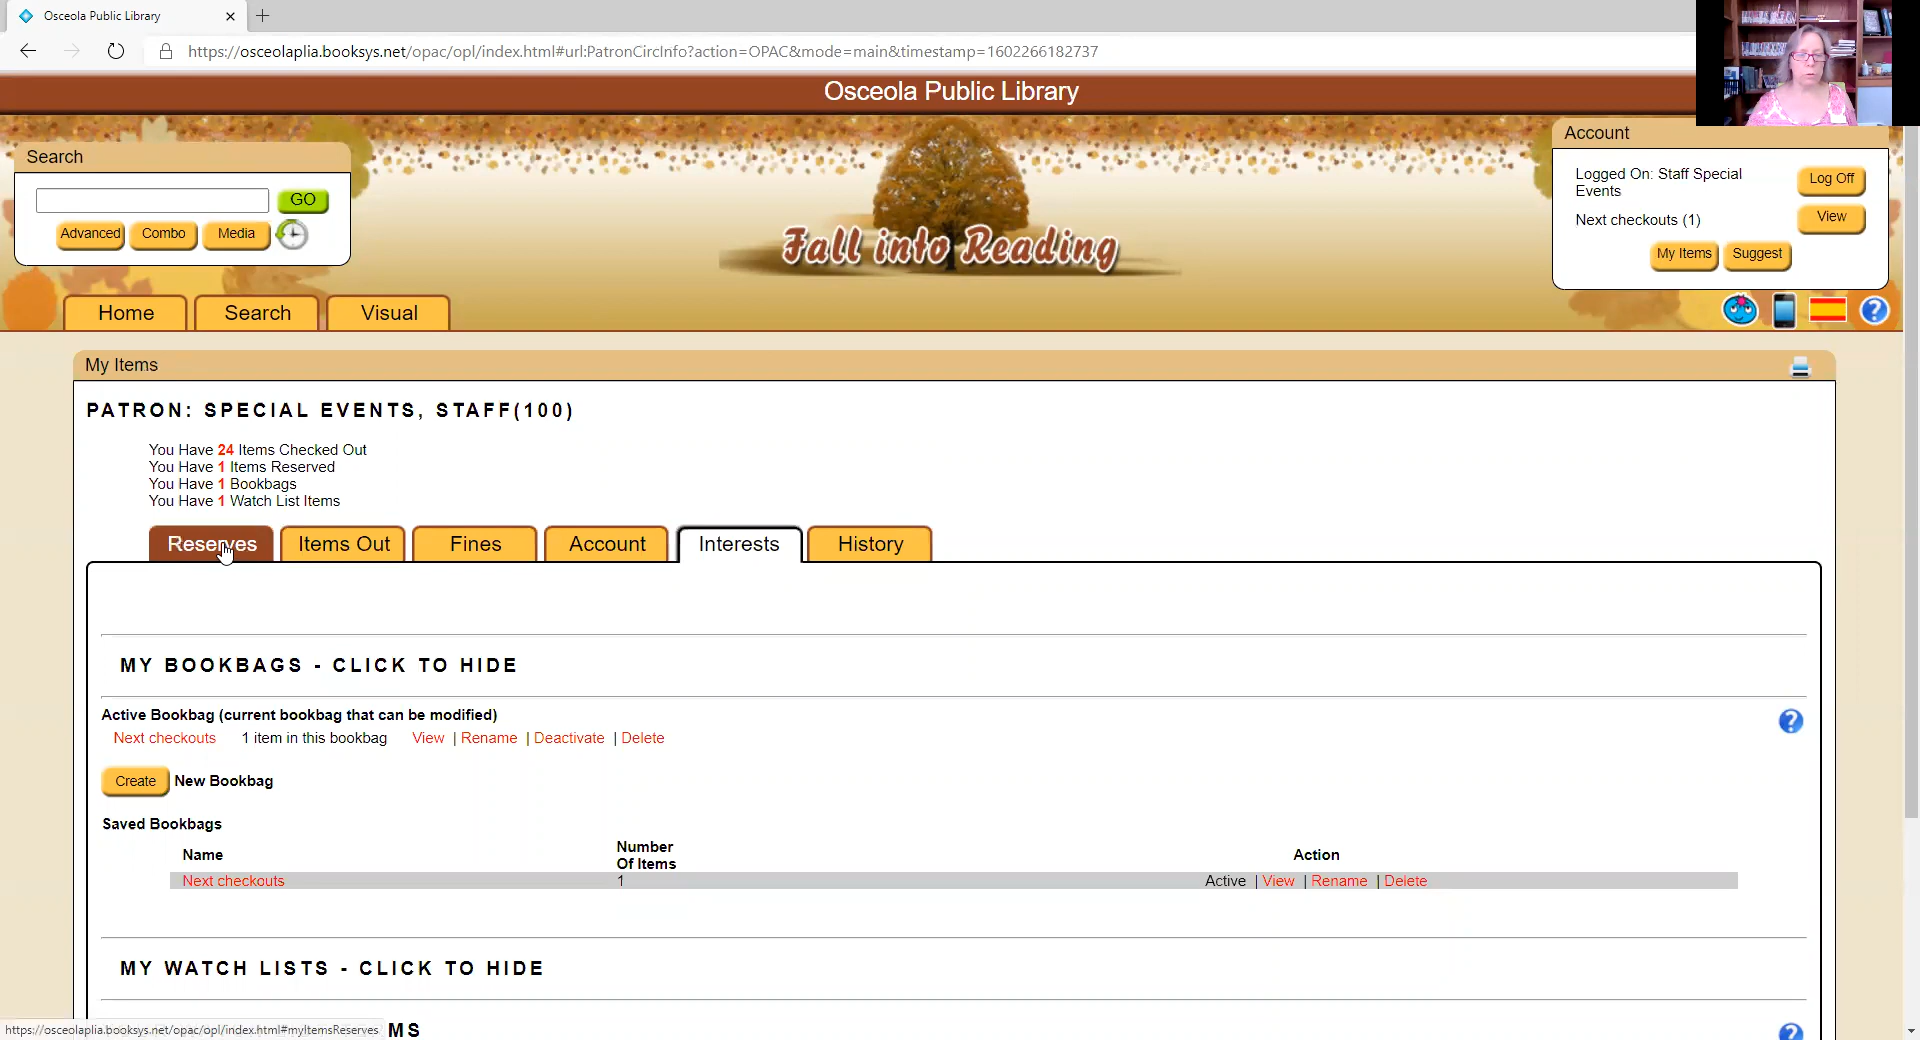 Osceola Public Library
https://osceolaplia.booksys.net/opac/opl/index.html#url:PatronCircInfo?action=OPAC&mode=main&timestamp=1602266182737
Osceola Public Library
Search
GO
Advanced Combo Media
Fall into Reading
Account
Logged On: Staff Special Events
Log Off
Next checkouts (1)
View
My Items Suggest
Home Search Visual
My Items
PATRON: SPECIAL EVENTS, STAFF(100)
You Have 24 Items Checked Out
You Have 1 Items Reserved
You Have 1 Bookbags
You Have 1 Watch List Items
Reserves Items Out Fines Account Interests History
MY BOOKBAGS - CLICK TO HIDE
Active Bookbag (current bookbag that can be modified)
Next checkouts 1 item in this bookbag View | Rename | Deactivate | Delete
Create New Bookbag
Saved Bookbags
Name Number Of Items Action
Next checkouts 1 Active | View | Rename | Delete
MY WATCH LISTS - CLICK TO HIDE
https://osceolaplia.booksys.net/opac/opl/index.html#myItemsReserves MS